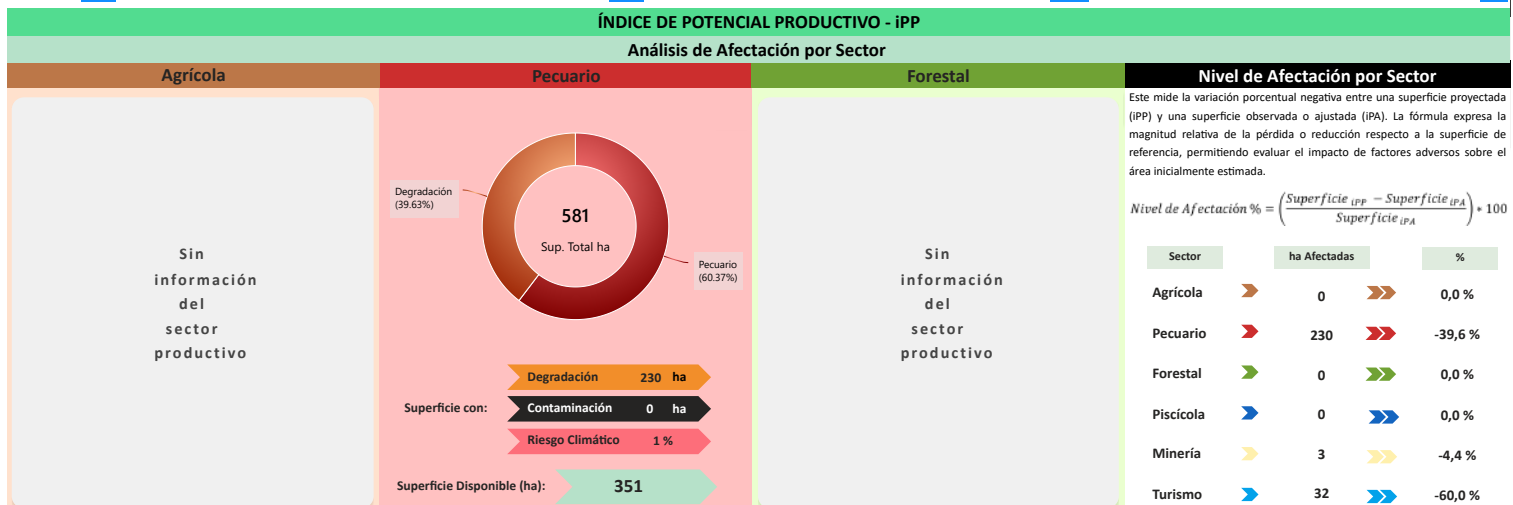 ÍNDICE DE POTENCIAL PRODUCTIVO - iPP
Análisis de Afectación por Sector
Agrícola
Sin
información
del
sector
productivo
Pecuario
Degradación
(39.63%)
581
Sup. Total ha
Pecuario
(60.37%)
Superficie con:
Degradación 230 ha
Contaminación 0 ha
Riesgo Climático 1 %
Superficie Disponible (ha): 351
Forestal
Sin
información
del
sector
productivo
Nivel de Afectación por Sector
Este mide la variación porcentual negativa entre una superficie proyectada
(iPP) y una superficie observada o ajustada (iPA). La fórmula expresa la
magnitud relativa de la pérdida o reducción respecto a la superficie de
referencia, permitiendo evaluar el impacto de factores adversos sobre el
área inicialmente estimada.
Nivel de Afectación % = (Superficie iPP − Superficie iPA / Superficie iPA) * 100
Sector ha Afectadas %
Agrícola 0 0,0 %
Pecuario 230 -39,6 %
Forestal 0 0,0 %
Piscícola 0 0,0 %
Minería 3 -4,4 %
Turismo 32 -60,0 %